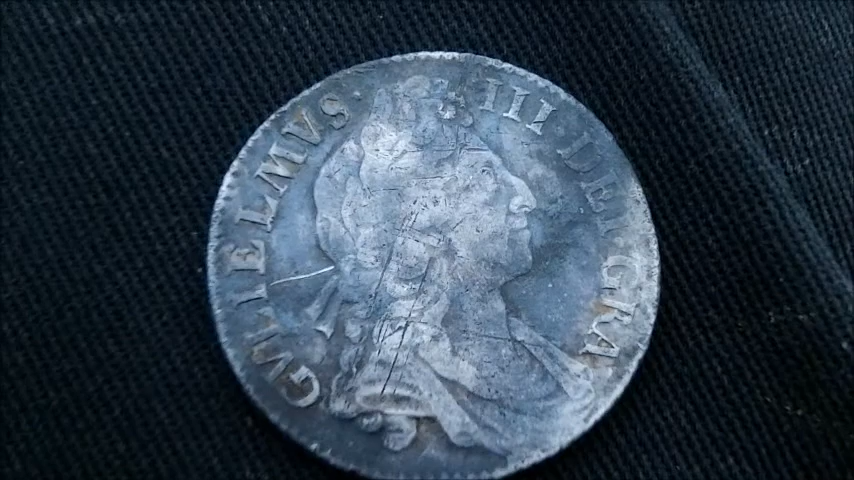 GVLIELMVS · III · DEI · GRA